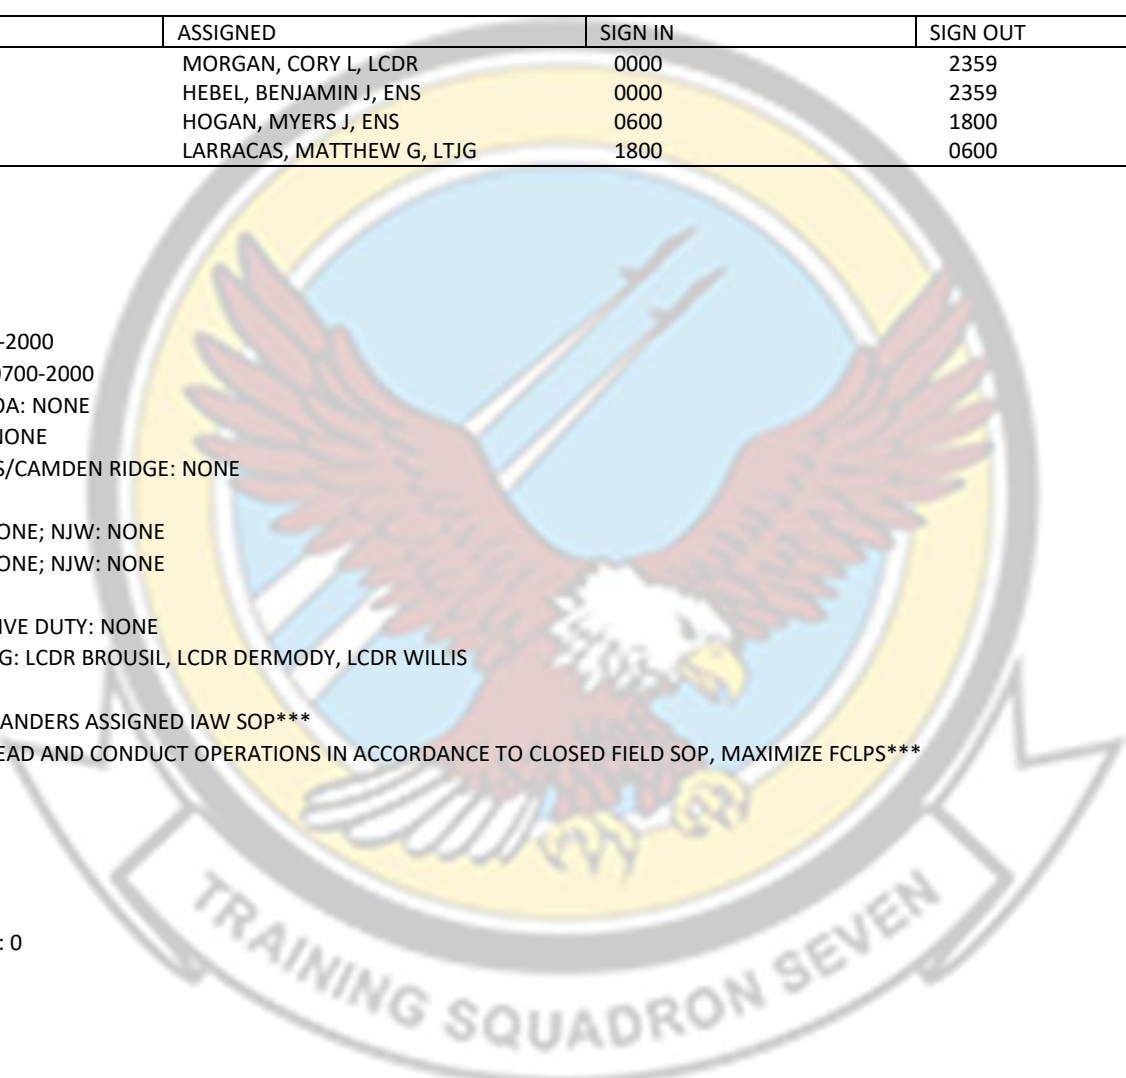 ASSIGNED SIGN IN SIGN OUT
MORGAN, CORY L, LCDR 0000 2359
HEBEL, BENJAMIN J, ENS 0000 2359
HOGAN, MYERS J, ENS 0600 1800
LARRACAS, MATTHEW G, LTJG 1800 0600
-2000
0700-2000
OA: NONE
NONE
S/CAMDEN RIDGE: NONE
ONE; NJW: NONE
ONE; NJW: NONE
IVE DUTY: NONE
G: LCDR BROUSIL, LCDR DERMODY, LCDR WILLIS
ANDERS ASSIGNED IAW SOP***
EAD AND CONDUCT OPERATIONS IN ACCORDANCE TO CLOSED FIELD SOP, MAXIMIZE FCLPS***
: 0
TRAINING SQUADRON SEVEN